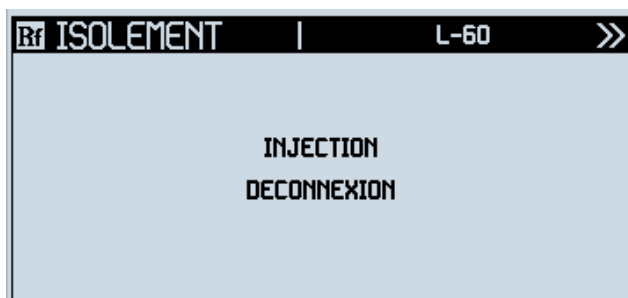 Rf ISOLEMENT | L-60 >>
INJECTION
DECONNEXION